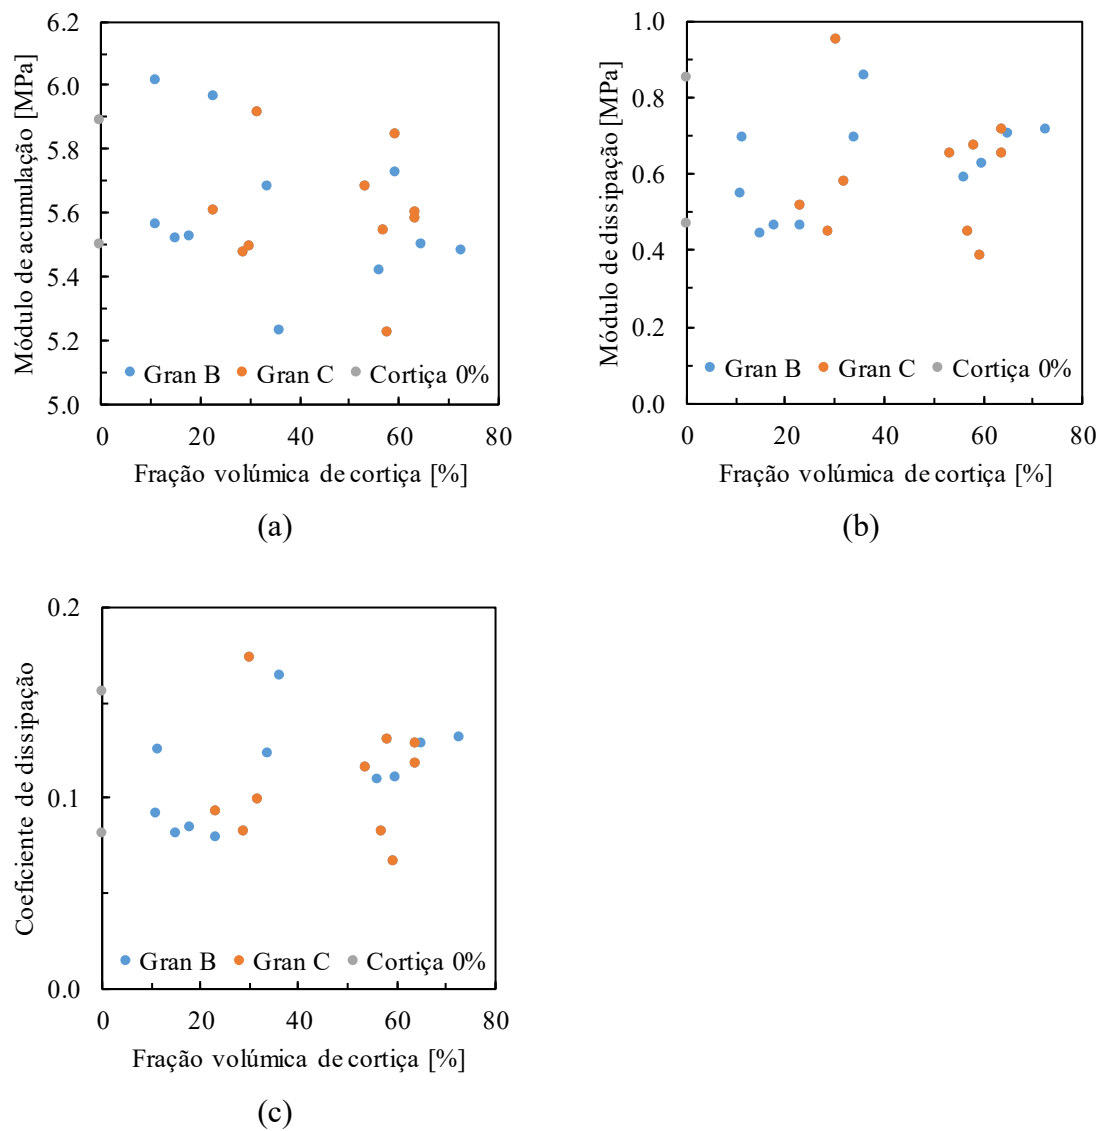 6.2
6.0
5.8
5.6
5.4
5.2
5.0
Módulo de acumulação [MPa]
Gran B Gran C Cortiça 0%
0 20 40 60 80
Fração volúmica de cortiça [%]
(a)
1.0
0.8
0.6
0.4
0.2
0.0
Módulo de dissipação [MPa]
Gran B Gran C Cortiça 0%
0 20 40 60 80
Fração volúmica de cortiça [%]
(b)
0.2
0.1
0.0
Coeficiente de dissipação
Gran B Gran C Cortiça 0%
0 20 40 60 80
Fração volúmica de cortiça [%]
(c)